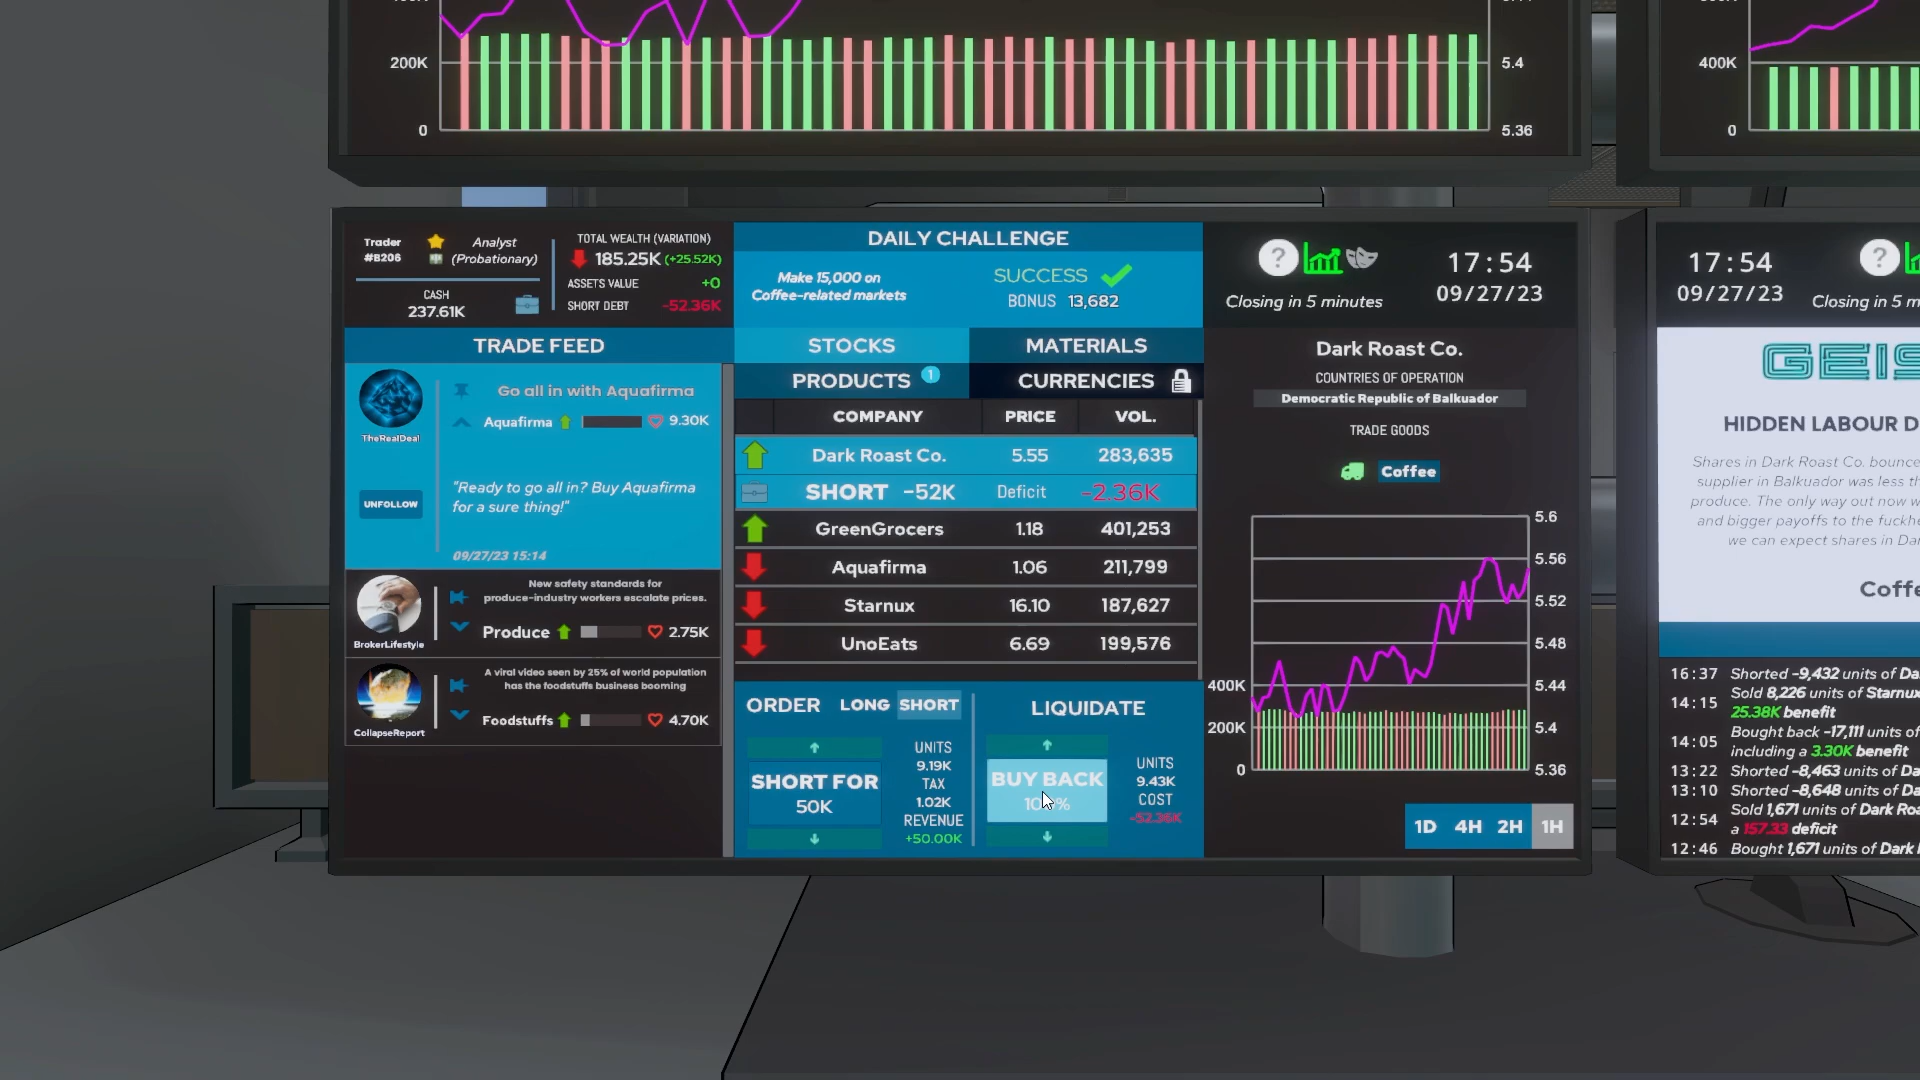 200K
0
5.4
5.36
400K
0
Trader
#B206
Analyst
(Probationary)
CASH
237.61K
TOTAL WEALTH (VARIATION)
185.25K (+25.52K)
ASSETS VALUE +0
SHORT DEBT -52.36K
DAILY CHALLENGE
Make 15,000 on
Coffee-related markets
SUCCESS
BONUS 13,682
?
Closing in 5 minutes
17:54
09/27/23
TRADE FEED
TheRealDeal
UNFOLLOW
Go all in with Aquafirma
Aquafirma 9.30K
"Ready to go all in? Buy Aquafirma
for a sure thing!"
09/27/23 15:14
BrokerLifestyle
New safety standards for
produce-industry workers escalate prices.
Produce 2.75K
CollapseReport
A viral video seen by 25% of world population
has the foodstuffs business booming
Foodstuffs 4.70K
STOCKS
MATERIALS
PRODUCTS 1
CURRENCIES
COMPANY PRICE VOL.
Dark Roast Co. 5.55 283,635
SHORT -52K Deficit -2.36K
GreenGrocers 1.18 401,253
Aquafirma 1.06 211,799
Starnux 16.10 187,627
UnoEats 6.69 199,576
ORDER LONG SHORT
SHORT FOR
50K
UNITS
9.19K
TAX
1.02K
REVENUE
+50.00K
LIQUIDATE
BUY BACK
UNITS
9.43K
COST
-52.36K
Dark Roast Co.
COUNTRIES OF OPERATION
Democratic Republic of Balkuador
TRADE GOODS
Coffee
5.6
5.56
5.52
5.48
5.44
5.4
5.36
400K
200K
0
1D 4H 2H 1H
17:54
09/27/23
?
Closing in 5 m
GEIS
HIDDEN LABOUR D
Shares in Dark Roast Co. bounce
supplier in Balkuador was less th
produce. The only way out now w
and bigger payoffs to the fuckhe
we can expect shares in Da
Coffe
16:37 Shorted -9,432 units of Da
14:15 Sold 8,226 units of Starnux
25.38K benefit
14:05 Bought back -17,111 units of
including a 3.30K benefit
13:22 Shorted -8,463 units of Da
13:10 Shorted -8,648 units of Da
12:54 Sold 1,671 units of Dark Roa
a 157.33 deficit
12:46 Bought 1,671 units of Dark